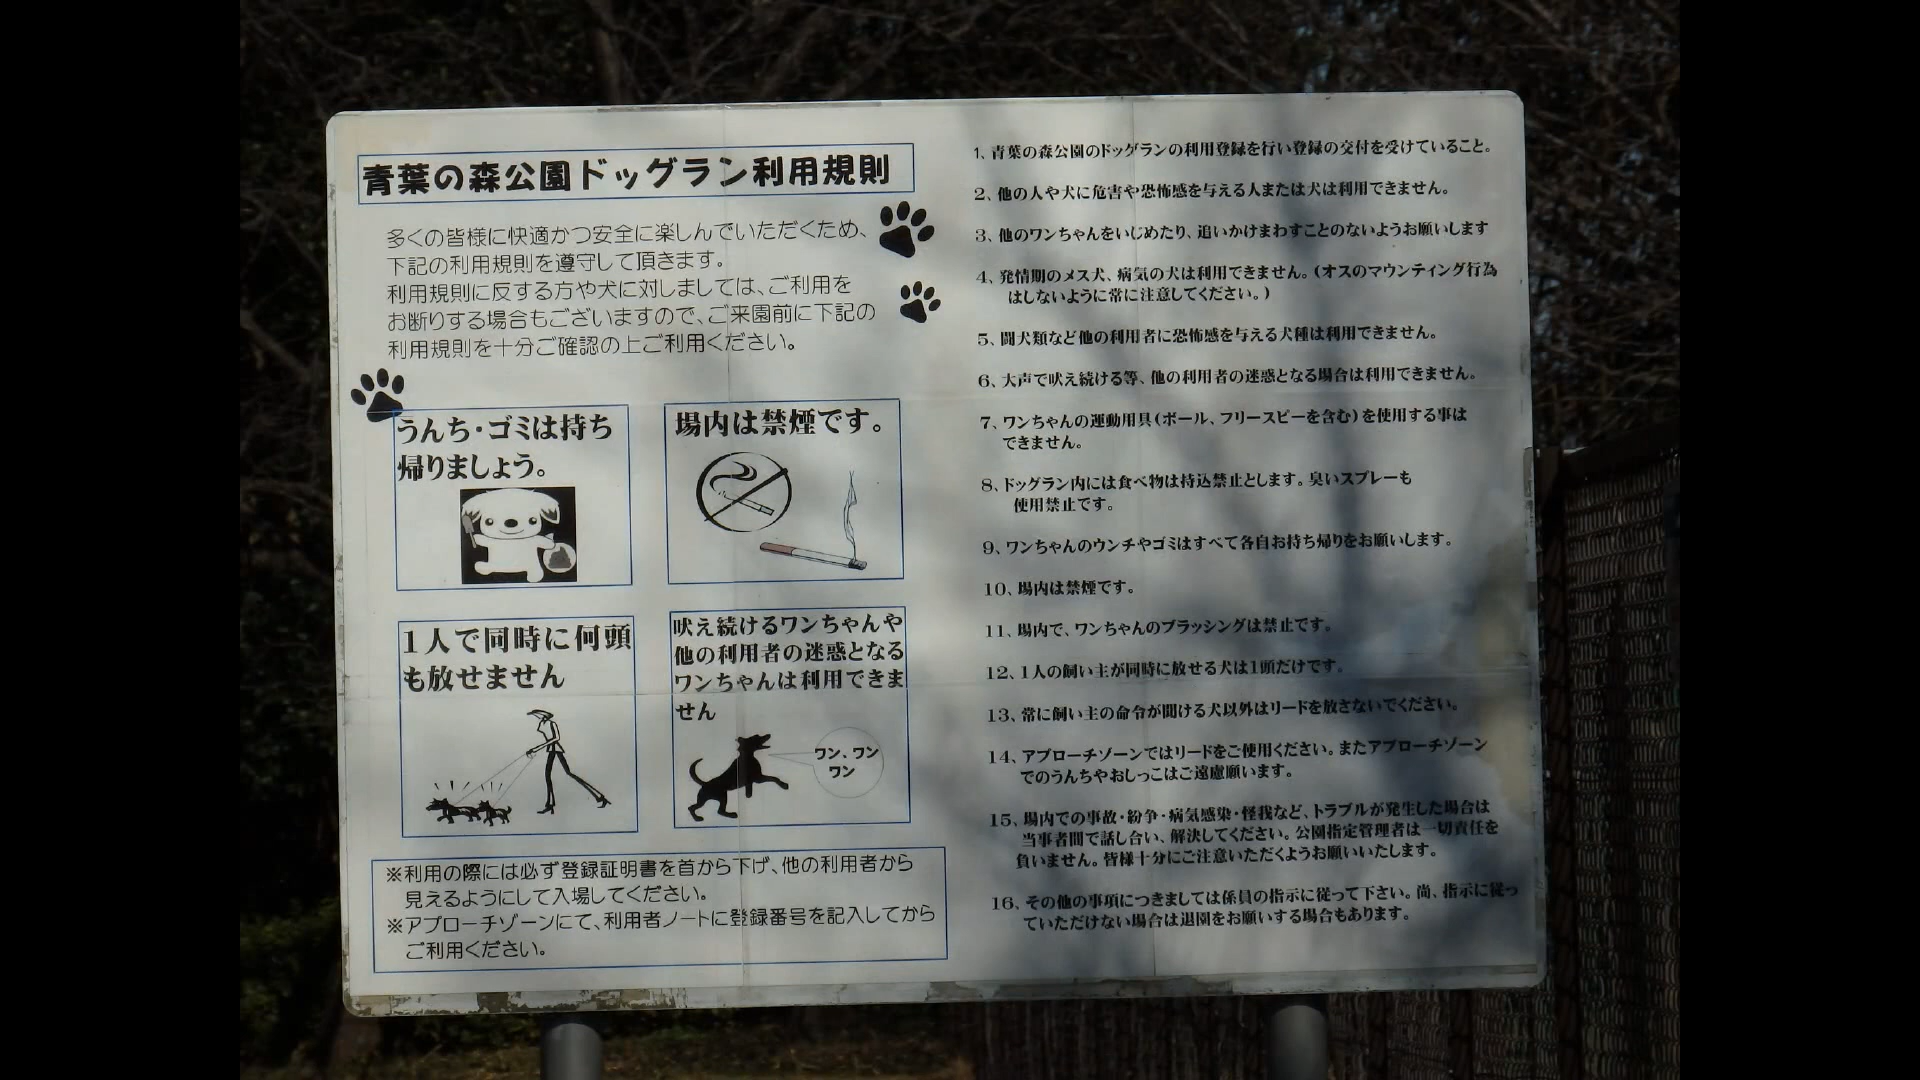 青葉の森公園ドッグラン利用規則
多くの皆様に快適かつ安全に楽しんでいただくため、
下記の利用規則を遵守して頂きます。
利用規則に反する方や犬に対しましては、ご利用を
お断りする場合もございますので、ご来園前に下記の
利用規則を十分ご確認の上ご利用ください。
うんち・ゴミは持ち
帰りましょう。
場内は禁煙です。
1人で同時に何頭
も放せません
吠え続けるワンちゃんや
他の利用者の迷惑となる
ワンちゃんは利用できま
せん
ワン、ワン
ワン
※利用の際には必ず登録証明書を首から下げ、他の利用者から
見えるようにして入場してください。
※アプローチゾーンにて、利用者ノートに登録番号を記入してから
ご利用ください。
1、青葉の森公園のドッグランの利用登録を行い登録の交付を受けていること。
2、他の人や犬に危害や恐怖感を与える人または犬は利用できません。
3、他のワンちゃんをいじめたり、追いかけまわすことのないようお願いします
4、発情期のメス犬、病気の犬は利用できません。(オスのマウンティング行為
はしないように常に注意してください。)
5、闘犬類など他の利用者に恐怖感を与える犬種は利用できません。
6、大声で吠え続ける等、他の利用者の迷惑となる場合は利用できません。
7、ワンちゃんの運動用具(ボール、フリースビーを含む)を使用する事は
できません。
8、ドッグラン内には食べ物は持込禁止とします。臭いスプレーも
使用禁止です。
9、ワンちゃんのウンチやゴミはすべて各自お持ち帰りをお願いします。
10、場内は禁煙です。
11、場内で、ワンちゃんのブラッシングは禁止です。
12、1人の飼い主が同時に放せる犬は1頭だけです。
13、常に飼い主の命令が聞ける犬以外はリードを放さないでください。
14、アプローチゾーンではリードをご使用ください。またアプローチゾーン
でのうんちやおしっこはご遠慮願います。
15、場内での事故・紛争・病気感染・怪我など、トラブルが発生した場合は
当事者間で話し合い、解決してください。公園指定管理者は一切責任を
負いません。皆様十分にご注意いただくようお願いいたします。
16、その他の事項につきましては係員の指示に従って下さい。尚、指示に従っ
ていただけない場合は退園をお願いする場合もあります。